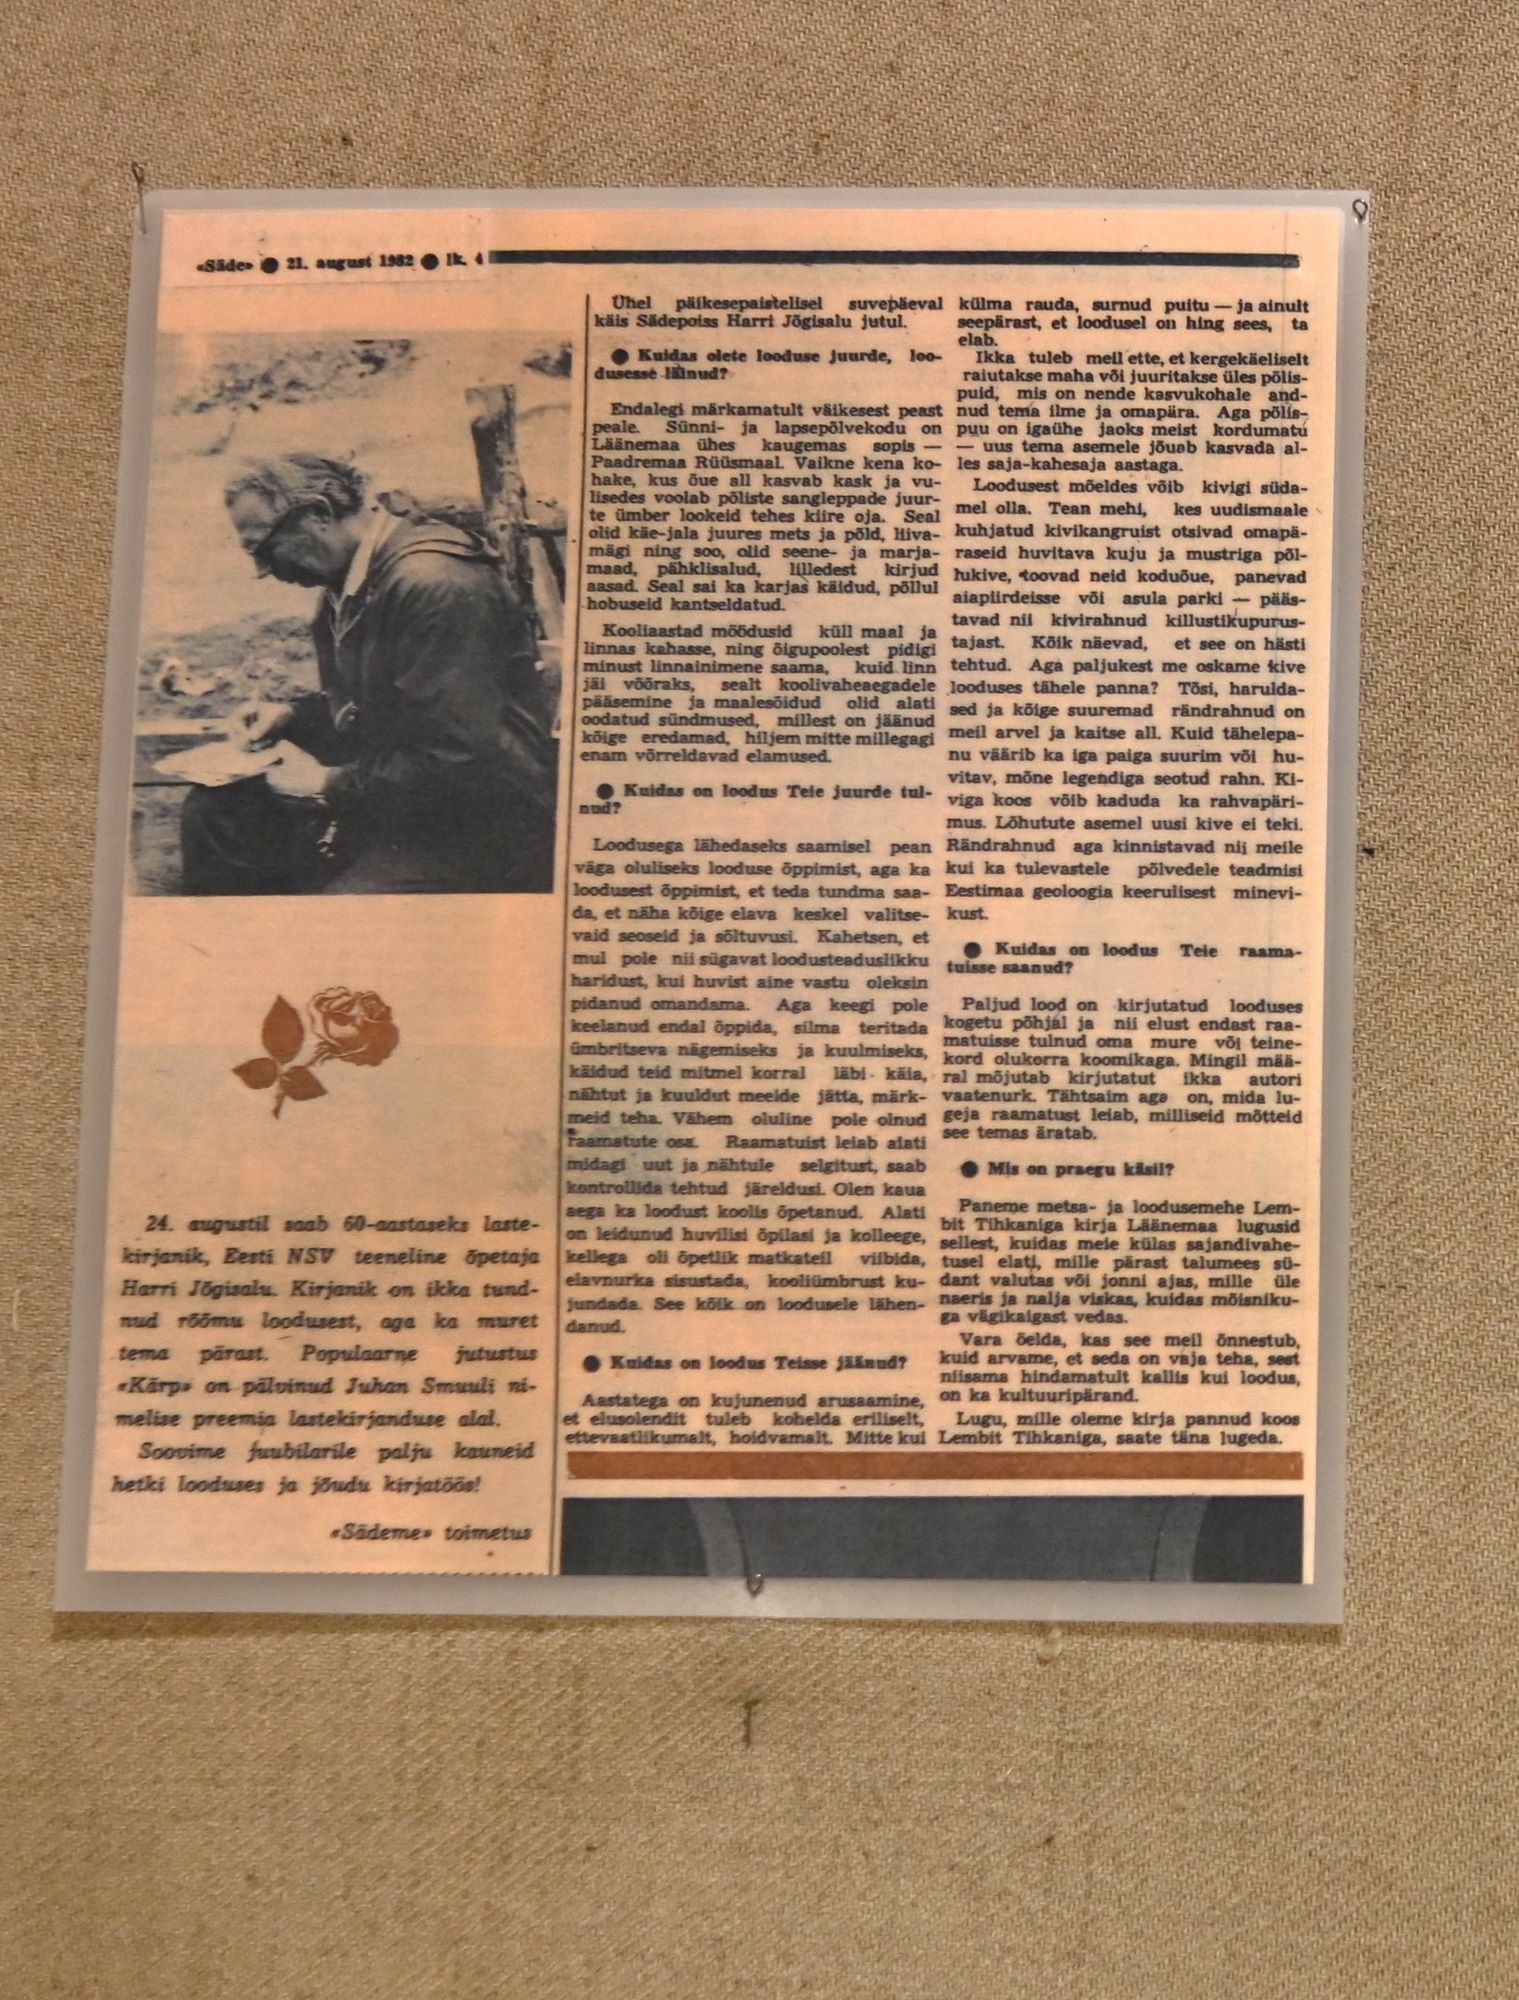 «Säde» ● 21. august 1982 ● lk. 4
24. augustil saab 60-aastaseks laste-
kirjanik, Eesti NSV teeneline õpetaja
Harri Jõgisalu. Kirjanik on ikka tund-
nud rõõmu loodusest, aga ka muret
tema pärast. Populaarne jutustus
«Kärp» on pälvinud Juhan Smuuli ni-
melise preemia lastekirjanduse alal.
Soovime juubilarile palju kauneid
hetki looduses ja jõudu kirjatöös!
«Sädeme» toimetus
Ühel päikesepaistelisel suvepäeval
käis Sädepoiss Harri Jõgisalu jutul.
● Kuidas olete looduse juurde, loo-
dusesse läinud?
Endalegi märkamatult väikesest peast
peale. Sünni- ja lapsepõlvekodu on
Läänemaa ühes kaugemas sopis —
Paadremaa Rüüsmaal. Vaikne kena ko-
hake, kus õue all kasvab kask ja vu-
lisedes voolab põliste sangleppade juur-
te ümber lookeid tehes kiire oja. Seal
olid käe-jala juures mets ja põld, liiva-
mägi ning soo, olid seene- ja marja-
maad, pähklisalud, lilledest kirjud
aasad. Seal sai ka karjas käidud, põllul
hobuseid kantseldatud.
Kooliaastad möödusid küll maal ja
linnas kahasse, ning õigupoolest pidigi
minust linnainimene saama, kuid linn
jäi võõraks, sealt koolivaheaegadele
pääsemine ja maalesõidud olid alati
oodatud sündmused, millest on jäänud
kõige eredamad, hiljem mitte millegagi
enam võrreldavad elamused.
● Kuidas on loodus Teie juurde tul-
nud?
Loodusega lähedaseks saamisel pean
väga oluliseks looduse õppimist, aga ka
loodusest õppimist, et teda tundma saa-
da, et näha kõige elava keskel valitse-
vaid seoseid ja sõltuvusi. Kahetsen, et
mul pole nii sügavat loodusteaduslikku
haridust, kui huvist aine vastu oleksin
pidanud omandama. Aga keegi pole
keelanud endal õppida, silma teritada
ümbritseva nägemiseks ja kuulmiseks,
käidud teid mitmel korral läbi käia,
nähtut ja kuuldut meelde jätta, märk-
meid teha. Vähem oluline pole olnud
raamatute osa. Raamatuist leiab alati
midagi uut ja nähtule selgitust, saab
kontrollida tehtud järeldusi. Olen kaua
aega ka loodust koolis õpetanud. Alati
on leidunud huvilisi õpilasi ja kolleege,
kellega oli õpetlik matkateil viibida,
elavnurka sisustada, kooliümbrust ku-
jundada. See kõik on loodusele lähen-
danud.
● Kuidas on loodus Teisse jäänud?
Aastatega on kujunenud arusaamine,
et elusolendit tuleb kohelda eriliselt,
ettevaatlikumalt, hoidvamalt. Mitte kui
külma rauda, surnud puitu — ja ainult
seepärast, et loodusel on hing sees, ta
elab.
Ikka tuleb meil ette, et kergekäeliselt
raiutakse maha või juuritakse üles põlis-
puid, mis on nende kasvukohale and-
nud tema ilme ja omapära. Aga põlis-
puu on igaühe jaoks meist kordumatu
— uus tema asemele jõuab kasvada al-
les saja-kahesaja aastaga.
Loodusest mõeldes võib kivigi süda-
mel olla. Tean mehi, kes uudismaale
kuhjatud kivikangruist otsivad omapä-
raseid huvitava kuju ja mustriga põl-
lukive, toovad neid koduõue, panevad
aiapiirdeisse või asula parki — pääs-
tavad nii kivirahnud killustikupurus-
tajast. Kõik näevad, et see on hästi
tehtud. Aga paljukest me oskame kive
looduses tähele panna? Tõsi, harulda-
sed ja kõige suuremad rändrahnud on
meil arvel ja kaitse all. Kuid tähelepa-
nu väärib ka iga paiga suurim või hu-
vitav, mõne legendiga seotud rahn. Ki-
viga koos võib kaduda ka rahvapäri-
mus. Lõhutute asemel uusi kive ei teki.
Rändrahnud aga kinnistavad nii meile
kui ka tulevastele põlvedele teadmisi
Eestimaa geoloogia keerulisest minevi-
kust.
● Kuidas on loodus Teie raama-
tuisse saanud?
Paljud lood on kirjutatud looduses
kogetu põhjal ja nii elust endast raa-
matuisse tulnud oma mure või teine-
kord olukorra koomikaga. Mingil mää-
ral mõjutab kirjutatut ikka autori
vaatenurk. Tähtsaim aga on, mida lu-
geja raamatust leiab, milliseid mõtteid
see temas äratab.
● Mis on praegu käsil?
Paneme metsa- ja loodusemehe Lem-
bit Tihkaniga kirja Läänemaa lugusid
sellest, kuidas meie külas sajandivahe-
tusel elati, mille pärast talumees sü-
dant valutas või jonni ajas, mille üle
naeris ja nalja viskas, kuidas mõisniku-
ga vägikaigast vedas.
Vara öelda, kas see meil õnnestub,
kuid arvame, et seda on vaja teha, sest
niisama hindamatult kallis kui loodus,
on ka kultuuripärand.
Lugu, mille oleme kirja pannud koos
Lembit Tihkaniga, saate täna lugeda.